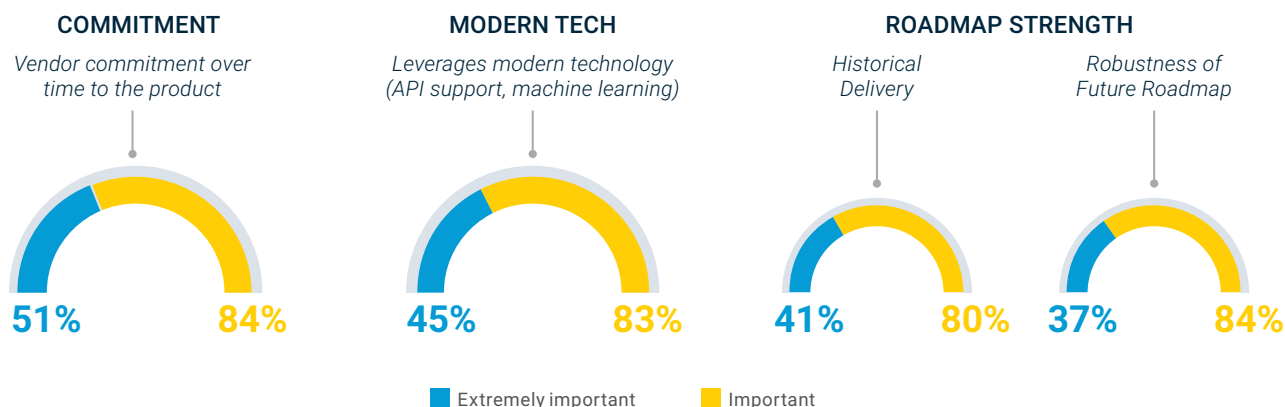 COMMITMENT
Vendor commitment over
time to the product
51%
84%
MODERN TECH
Leverages modern technology
(API support, machine learning)
45%
83%
ROADMAP STRENGTH
Historical
Delivery
41%
80%
Robustness of
Future Roadmap
37%
84%
Extremely important
Important